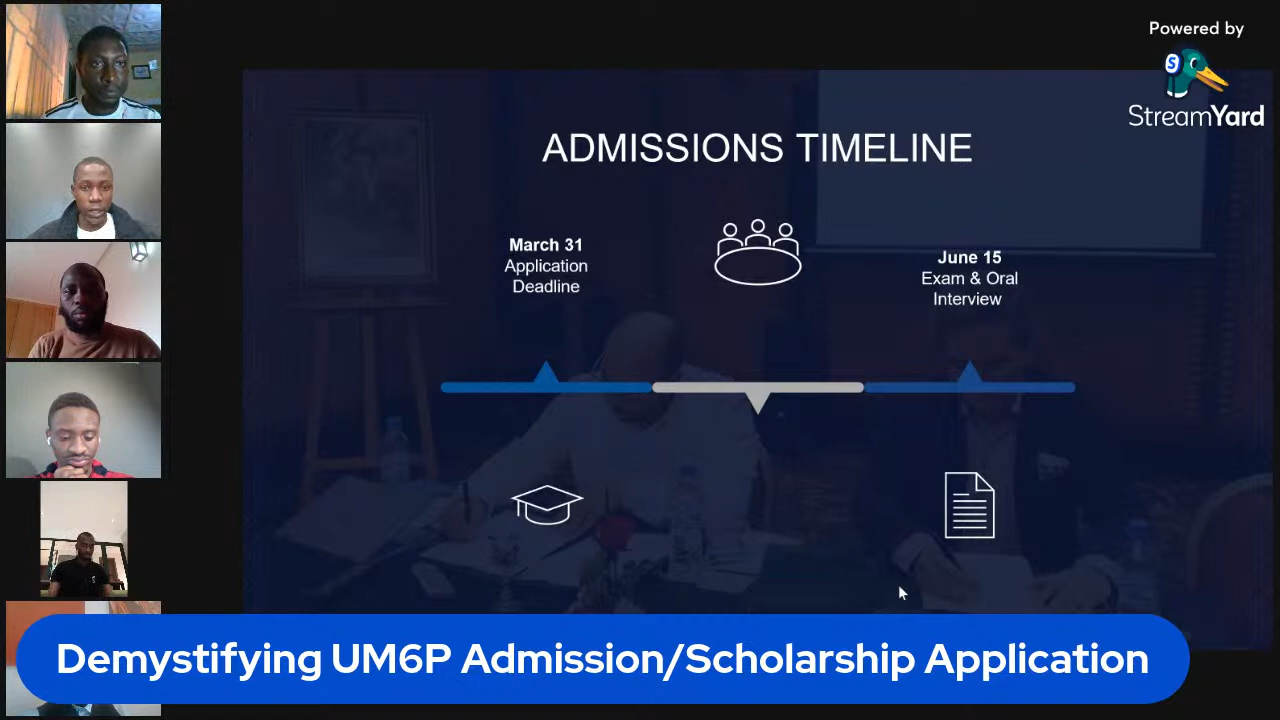 Powered by
S
StreamYard
ADMISSIONS TIMELINE
March 31
Application
Deadline
June 15
Exam & Oral
Interview
Demystifying UM6P Admission/Scholarship Application